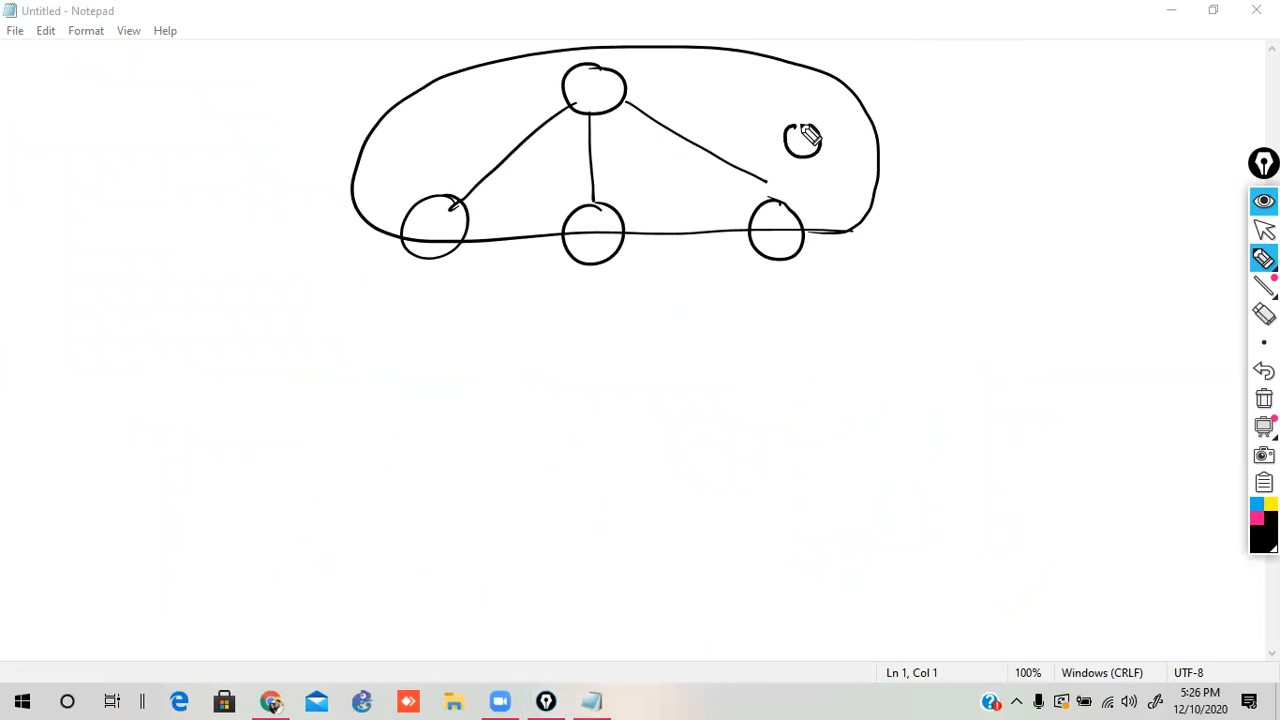 Untitled - Notepad
File Edit Format View Help
Ln 1, Col 1 100% Windows (CRLF) UTF-8
5:26 PM
12/10/2020